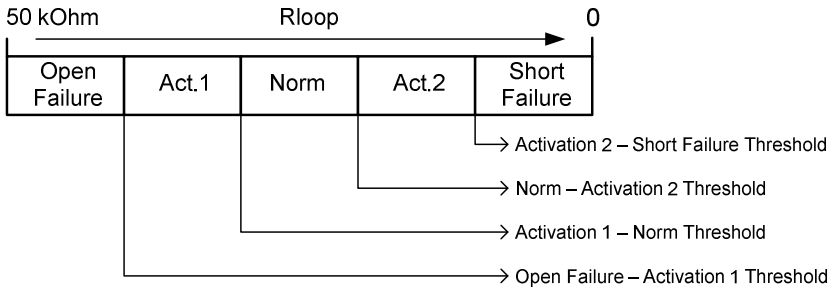 50 kOhm Rloop 0
Open Failure
Act.1
Norm
Act.2
Short Failure
Activation 2 – Short Failure Threshold
Norm – Activation 2 Threshold
Activation 1 – Norm Threshold
Open Failure – Activation 1 Threshold